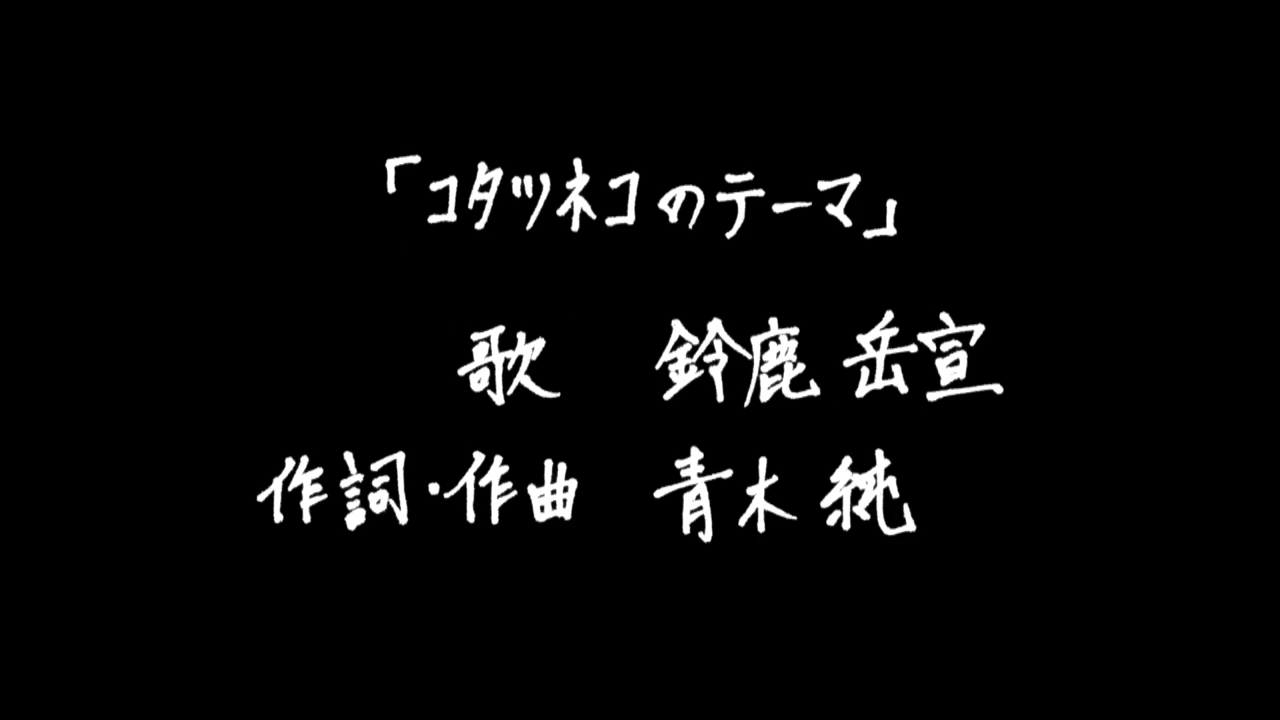 「コタツネコのテーマ」
歌 鈴鹿 岳宣
作詞・作曲 青木 純